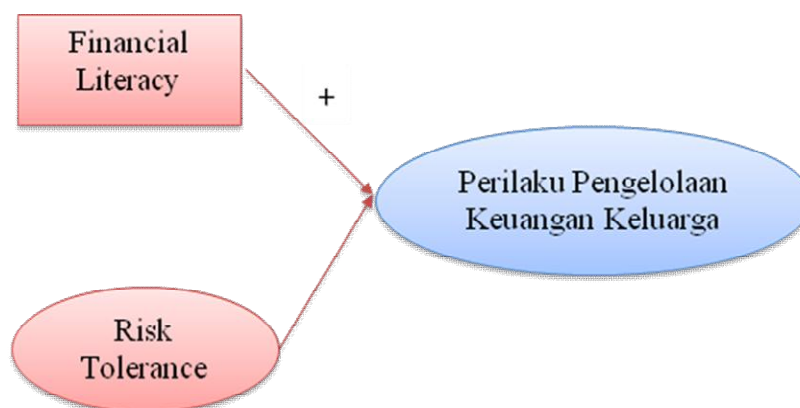 Financial
Literacy
+
Perilaku Pengelolaan
Keuangan Keluarga
Risk
Tolerance